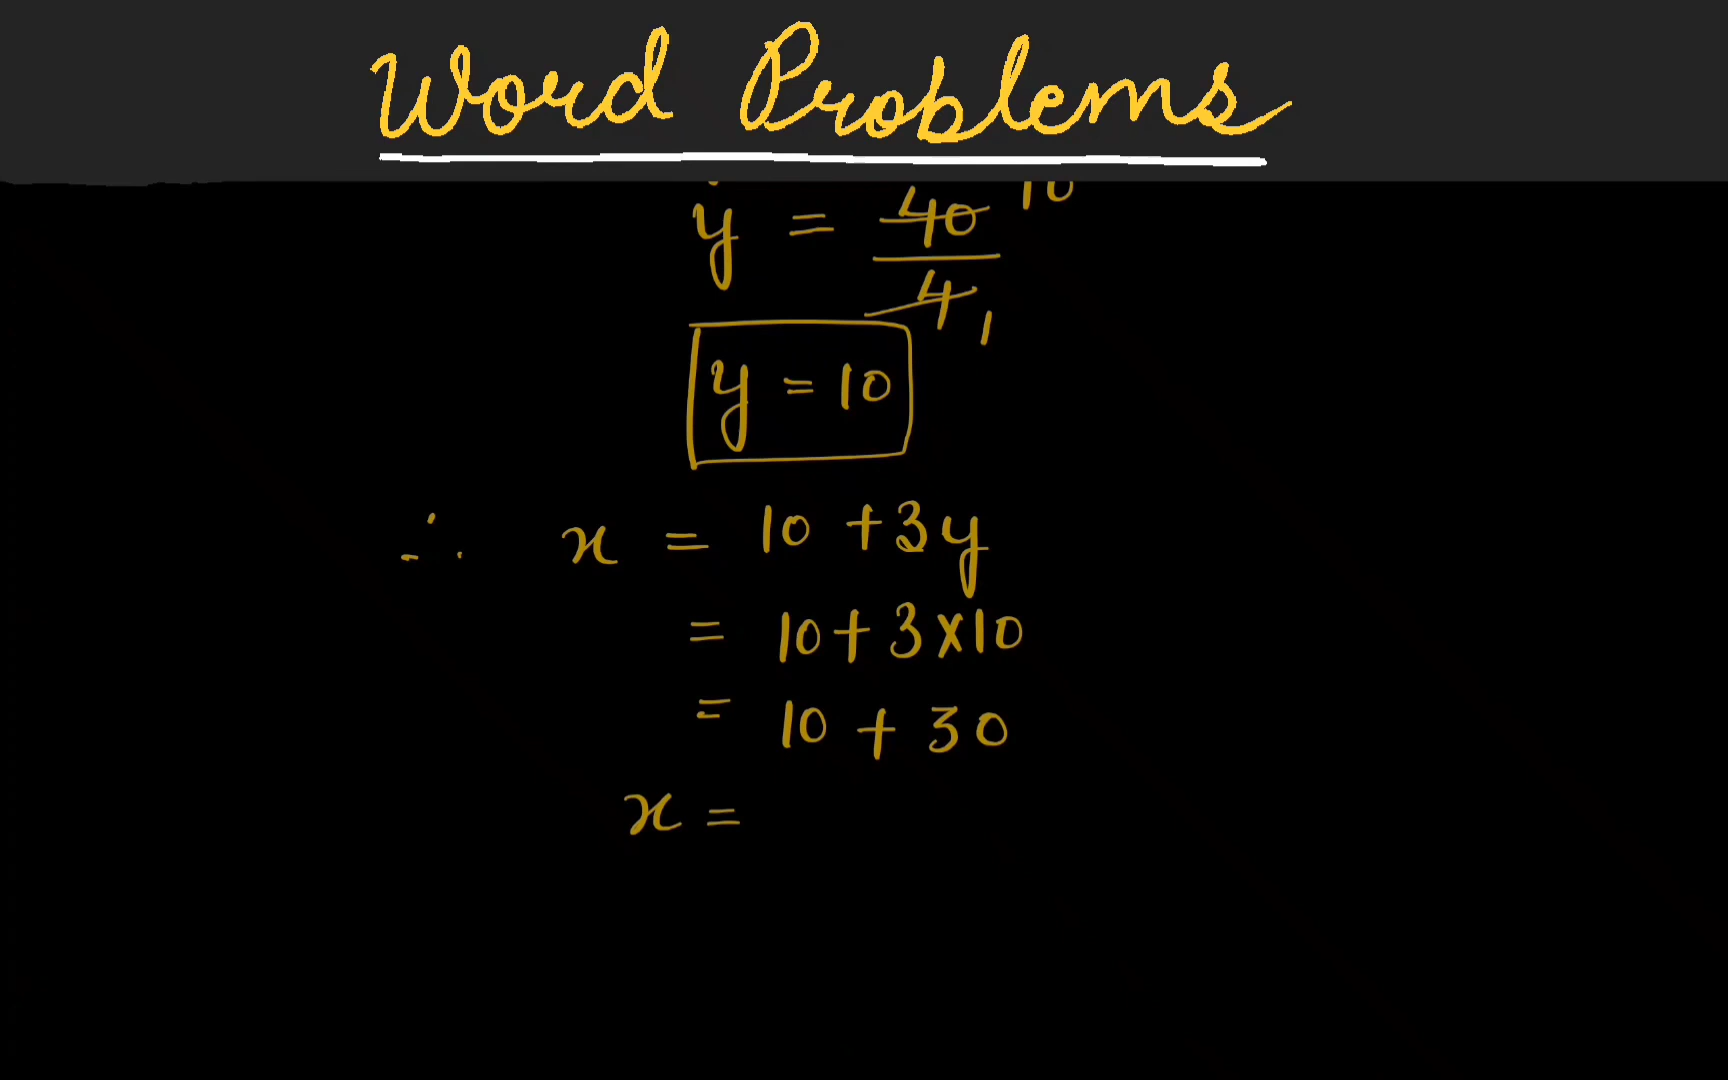 Word Problems
y = 40/4 10 1
y = 10
∴ x = 10 + 3y
= 10 + 3 × 10
= 10 + 30
x =